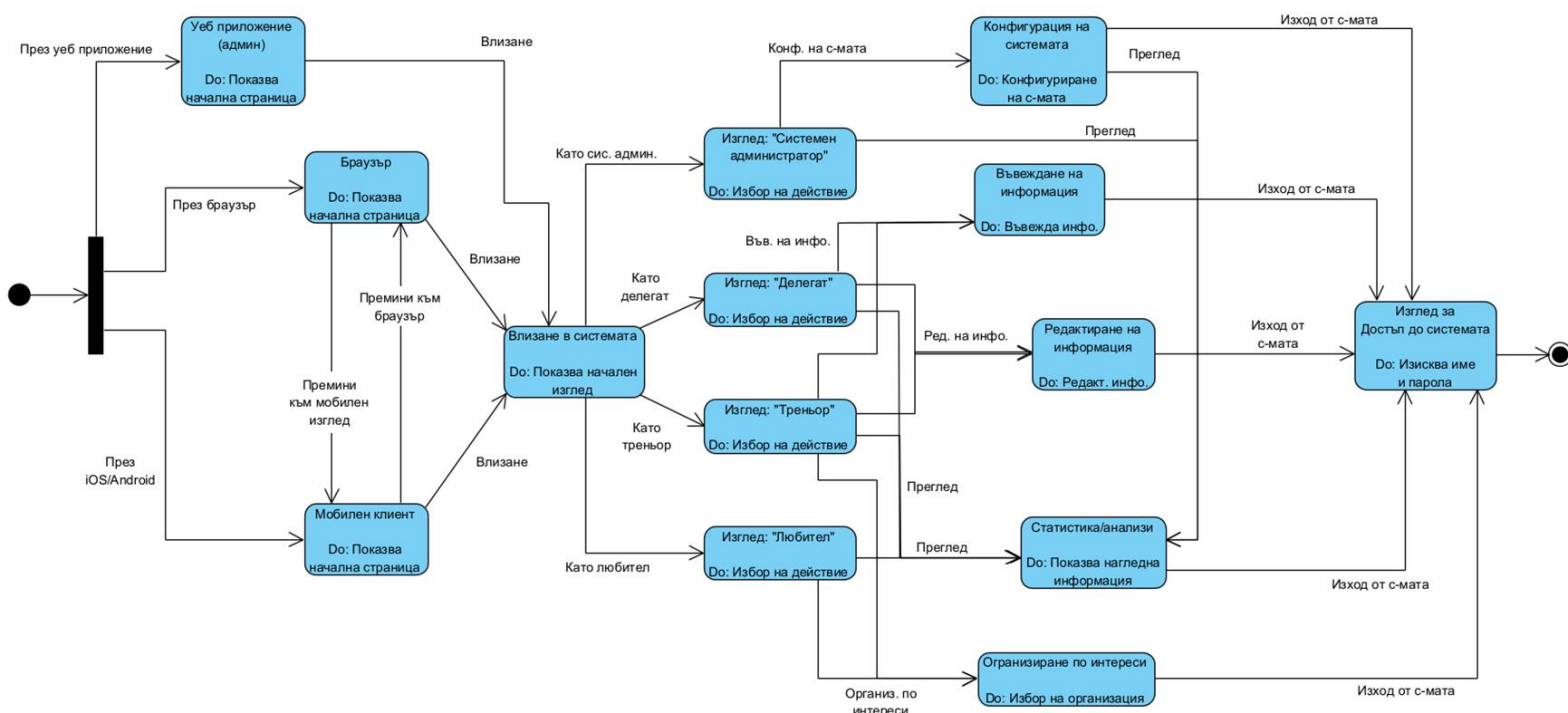 Уеб приложение
(админ)
Do: Показва
начална страница
През уеб приложение
Влизане
Браузър
Do: Показва
начална страница
През браузър
Влизане
Премини към
браузър
Премини
към мобилен
изглед
През
iOS/Android
Влизане
Мобилен клиент
Do: Показва
начална страница
Влизане в системата
Do: Показва начален
изглед
Като сис. админ.
Като
делегат
Като
треньор
Като любител
Конф. на с-мата
Изглед: "Системен
администратор"
Do: Избор на действие
Във. на инфо.
Изглед: "Делегат"
Do: Избор на действие
Изглед: "Треньор"
Do: Избор на действие
Изглед: "Любител"
Do: Избор на действие
Конфигурация на
системата
Do: Конфигуриране
на с-мата
Изход от с-мата
Преглед
Преглед
Въвеждане на
информация
Do: Въвежда инфо.
Изход от с-мата
Ред. на инфо.
Редактиране на
информация
Do: Редакт. инфо.
Изход от
с-мата
Преглед
Преглед
Статистика/анализи
Do: Показва нагледна
информация
Изход от с-мата
Организ. по
интереси
Огранизиране по интереси
Do: Избор на организация
Изход от с-мата
Изглед за
Достъп до системата
Do: Изисква име
и парола